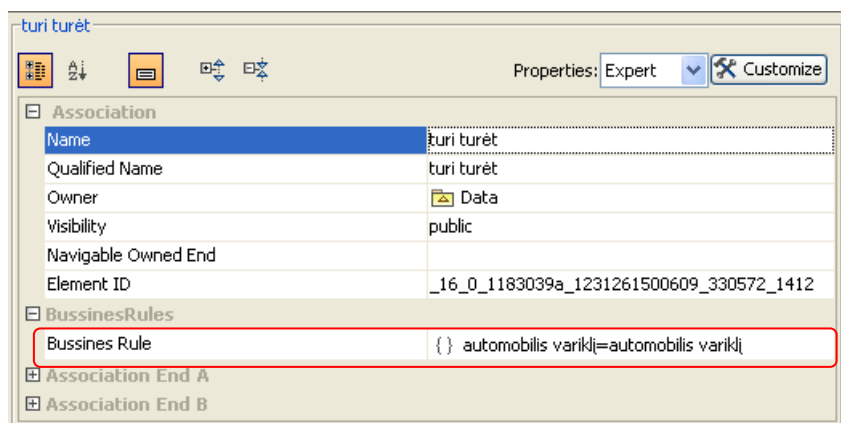 turi turėt
Properties: Expert Customize
Association
Name turi turėt
Qualified Name turi turėt
Owner Data
Visibility public
Navigable Owned End
Element ID _16_0_1183039a_1231261500609_330572_1412
BussinesRules
Bussines Rule { } automobilis variklį=automobilis variklį
Association End A
Association End B